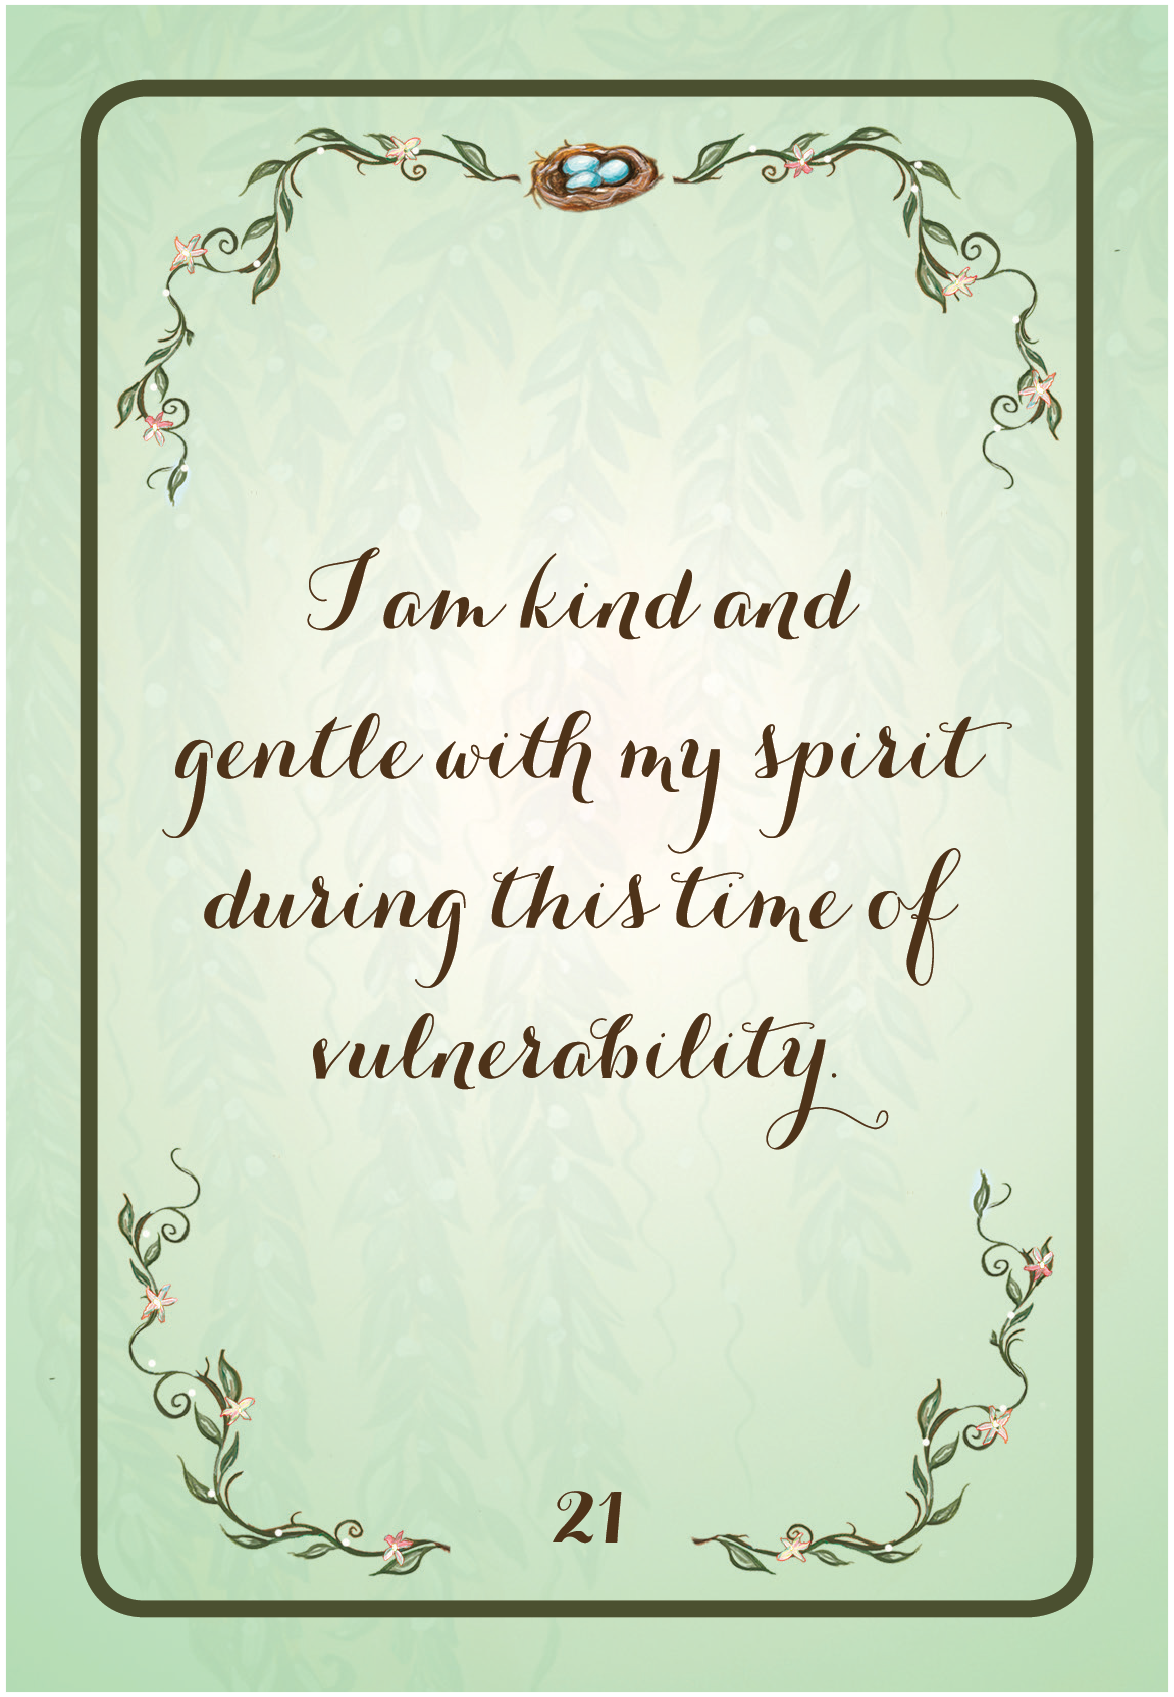 I am kind and
gentle with my spirit
during this time of
vulnerability.
21